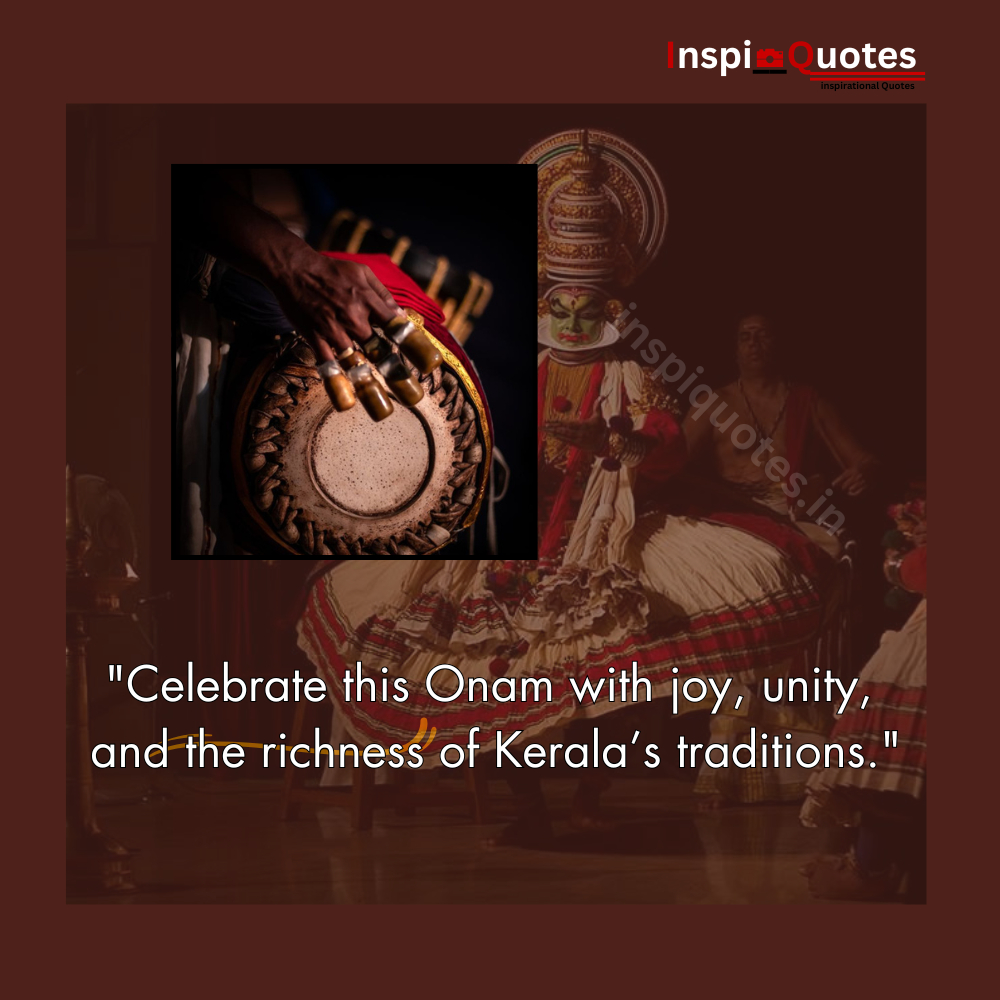 InspiQuotes
Inspirational Quotes
inspiquotes.in
"Celebrate this Onam with joy, unity,
and the richness of Kerala’s traditions."